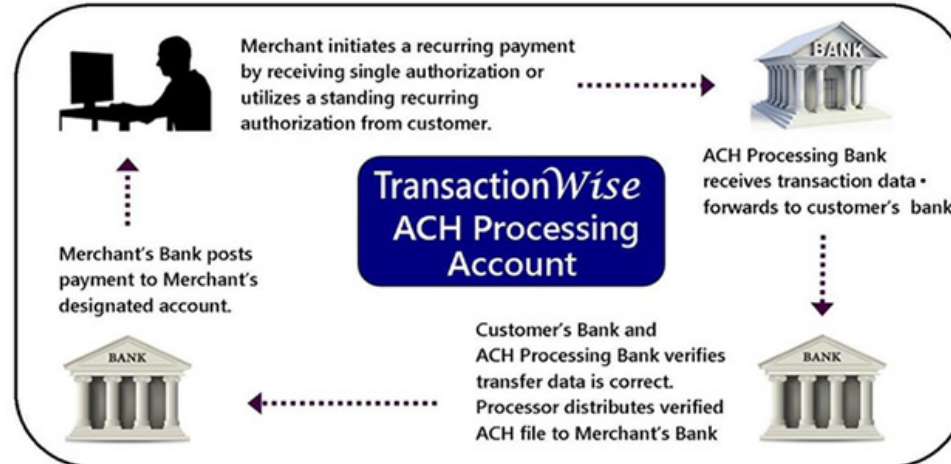 Merchant initiates a recurring payment
by receiving single authorization or
utilizes a standing recurring
authorization from customer.
BANK
ACH Processing Bank
receives transaction data •
forwards to customer's bank
TransactionWise
ACH Processing
Account
Merchant's Bank posts
payment to Merchant's
designated account.
Customer's Bank and
ACH Processing Bank verifies
transfer data is correct.
Processor distributes verified
ACH file to Merchant's Bank
BANK
BANK